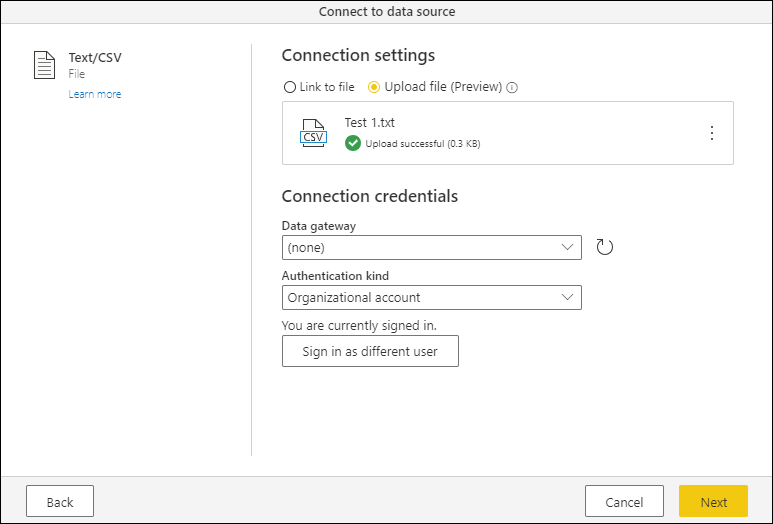 Connect to data source
Text/CSV
File
Learn more
Connection settings
Link to file Upload file (Preview)
CSV
Test 1.txt
Upload successful (0.3 KB)
Connection credentials
Data gateway
(none)
Authentication kind
Organizational account
You are currently signed in.
Sign in as different user
Back Cancel Next